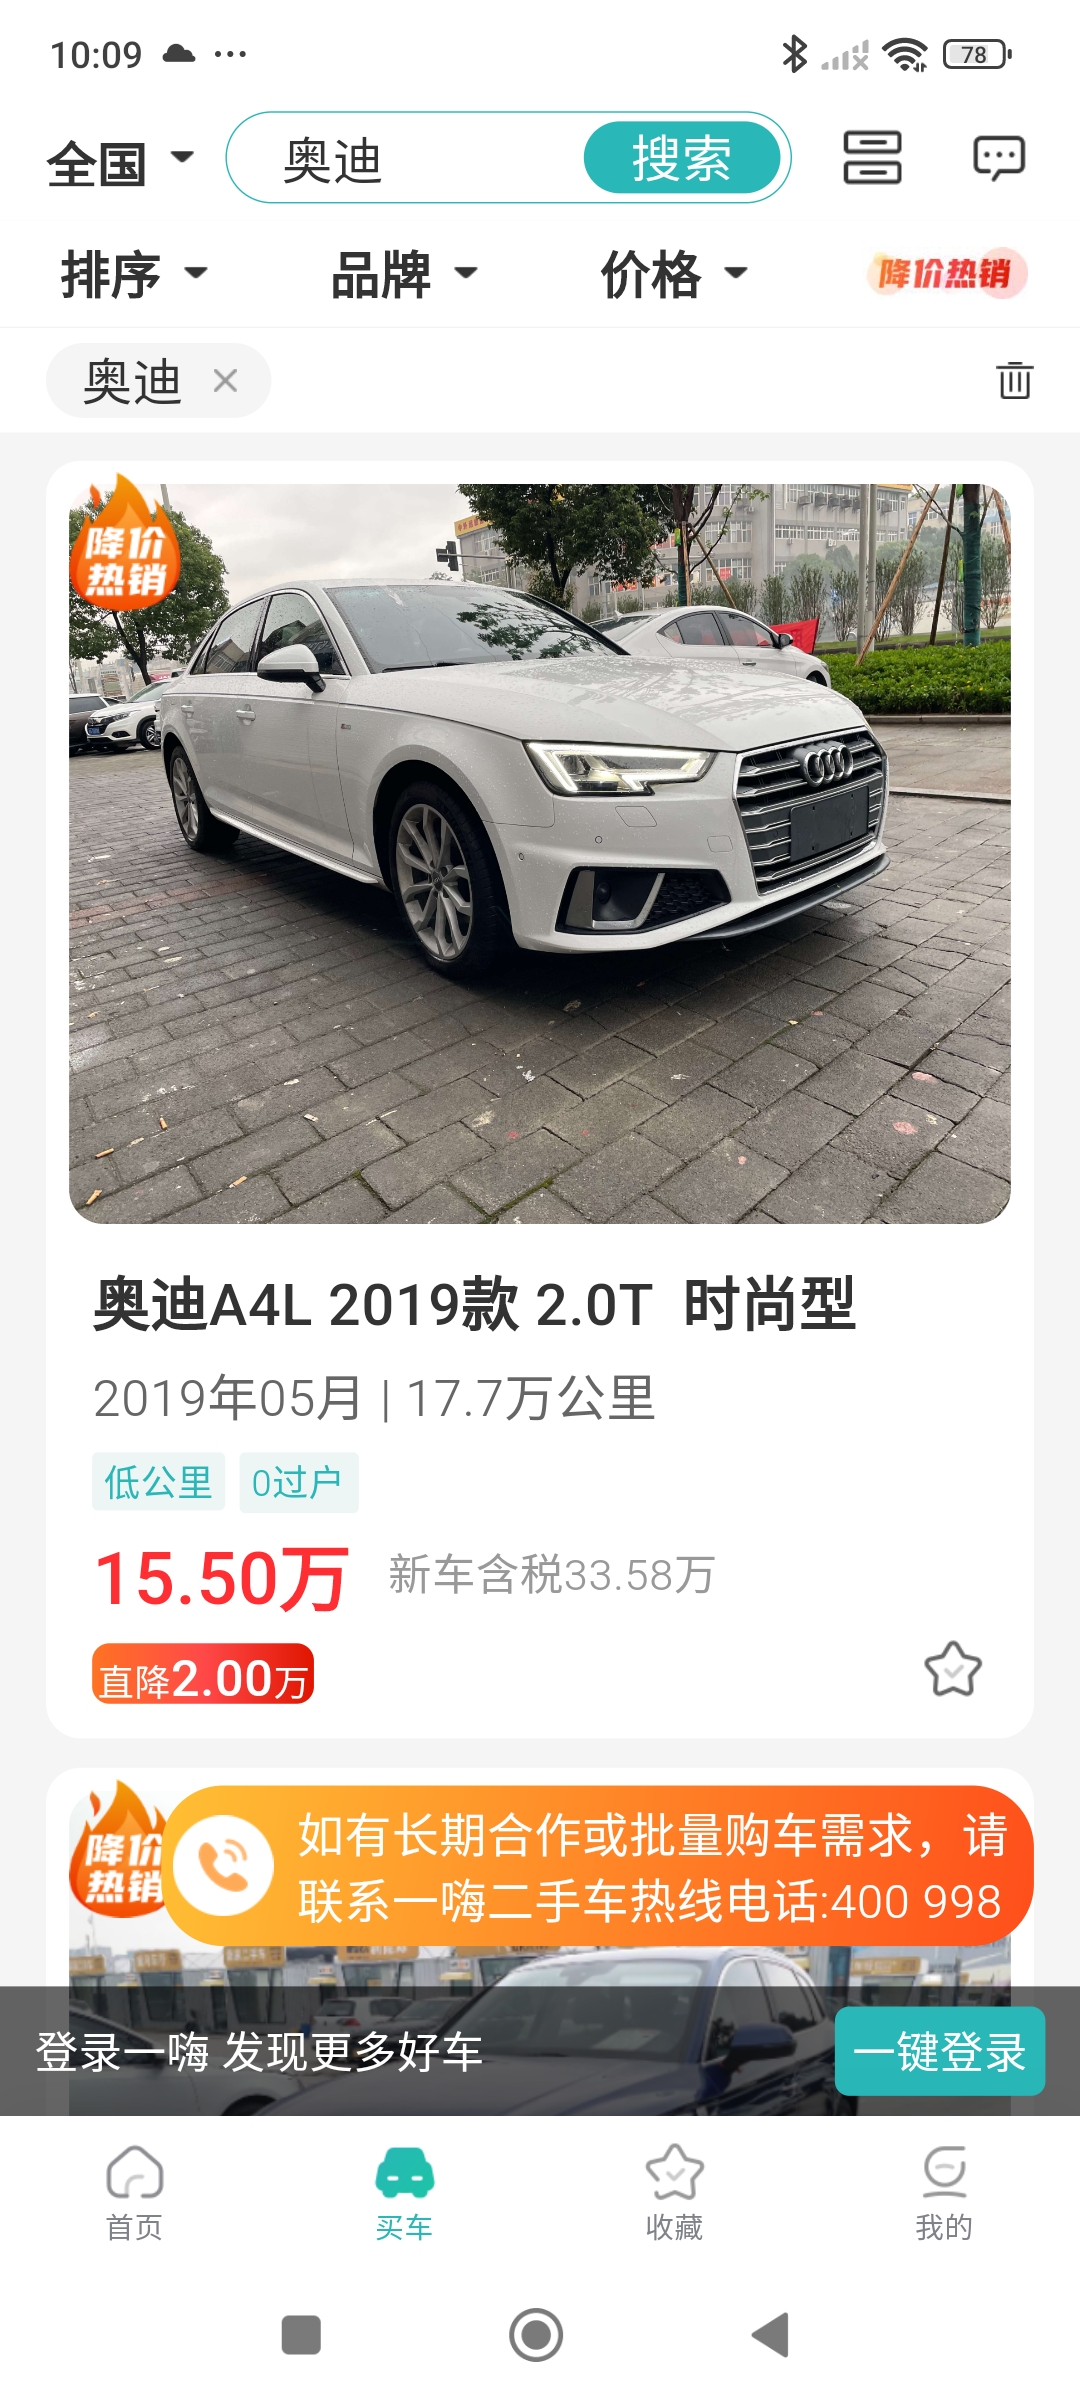 10:09
78
全国
奥迪
搜索
排序
品牌
价格
降价热销
奥迪
降价
热销
奥迪A4L 2019款 2.0T 时尚型
2019年05月 | 17.7万公里
低公里
0过户
15.50万
新车含税33.58万
直降2.00万
降价
热销
如有长期合作或批量购车需求，请
联系一嗨二手车热线电话:400 998
登录一嗨 发现更多好车
一键登录
首页
买车
收藏
我的